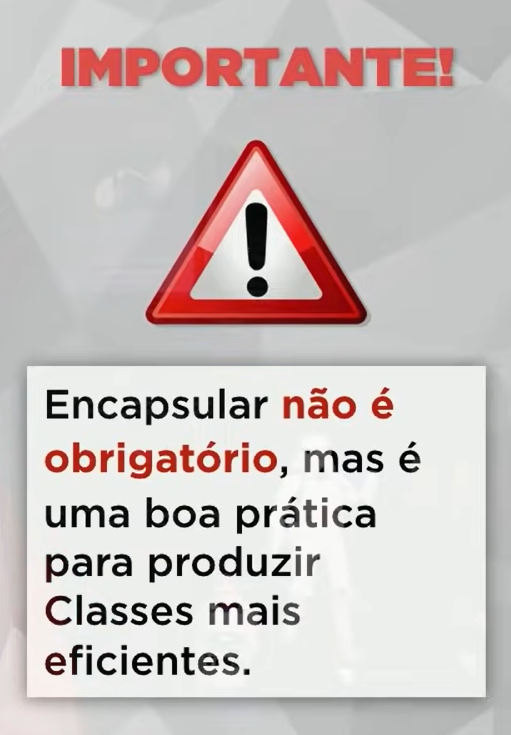 IMPORTANTE!
Encapsular não é
obrigatório, mas é
uma boa prática
para produzir
Classes mais
eficientes.